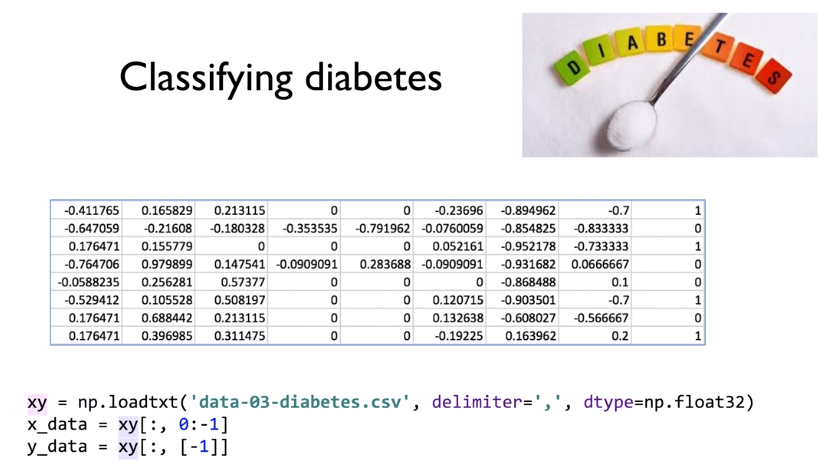 DIABETES
Classifying diabetes
-0.411765 0.165829 0.213115 0 0 -0.23696 -0.894962 -0.7 1
-0.647059 -0.21608 -0.180328 -0.353535 -0.791962 -0.0760059 -0.854825 -0.833333 0
0.176471 0.155779 0 0 0 0.052161 -0.952178 -0.733333 1
-0.764706 0.979899 0.147541 -0.0909091 0.283688 -0.0909091 -0.931682 0.0666667 0
-0.0588235 0.256281 0.57377 0 0 0 -0.868488 0.1 0
-0.529412 0.105528 0.508197 0 0 0.120715 -0.903501 -0.7 1
0.176471 0.688442 0.213115 0 0 0.132638 -0.608027 -0.566667 0
0.176471 0.396985 0.311475 0 0 -0.19225 0.163962 0.2 1
xy = np.loadtxt('data-03-diabetes.csv', delimiter=',', dtype=np.float32)
x_data = xy[:, 0:-1]
y_data = xy[:, [-1]]